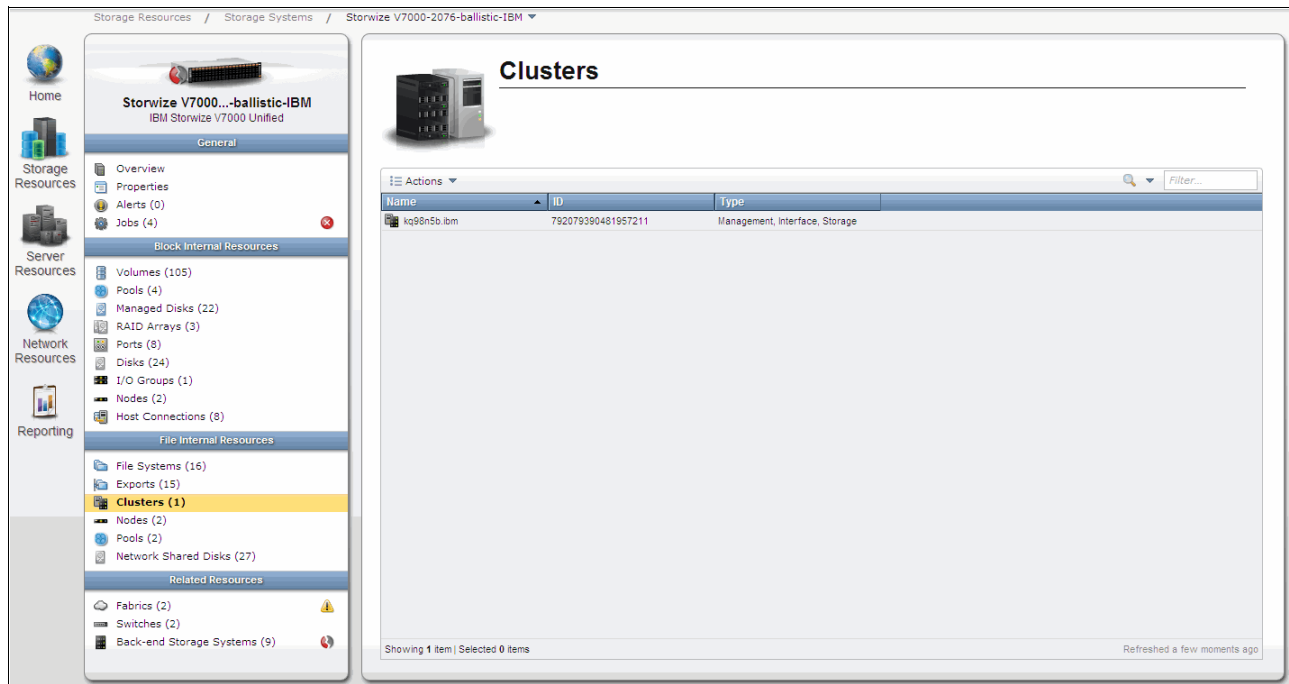 Storage Resources / Storage Systems / Storwize V7000-2076-ballistic-IBM
Home
Storage Resources
Server Resources
Network Resources
Reporting
Storwize V7000...-ballistic-IBM
IBM Storwize V7000 Unified
General
Overview
Properties
Alerts (0)
Jobs (4)
Block Internal Resources
Volumes (105)
Pools (4)
Managed Disks (22)
RAID Arrays (3)
Ports (8)
Disks (24)
I/O Groups (1)
Nodes (2)
Host Connections (8)
File Internal Resources
File Systems (16)
Exports (15)
Clusters (1)
Nodes (2)
Pools (2)
Network Shared Disks (27)
Related Resources
Fabrics (2)
Switches (2)
Back-end Storage Systems (9)
Clusters
Actions Filter...
Name ID Type
kq98n5b.ibm 792079390481957211 Management, Interface, Storage
Showing 1 item | Selected 0 items Refreshed a few moments ago